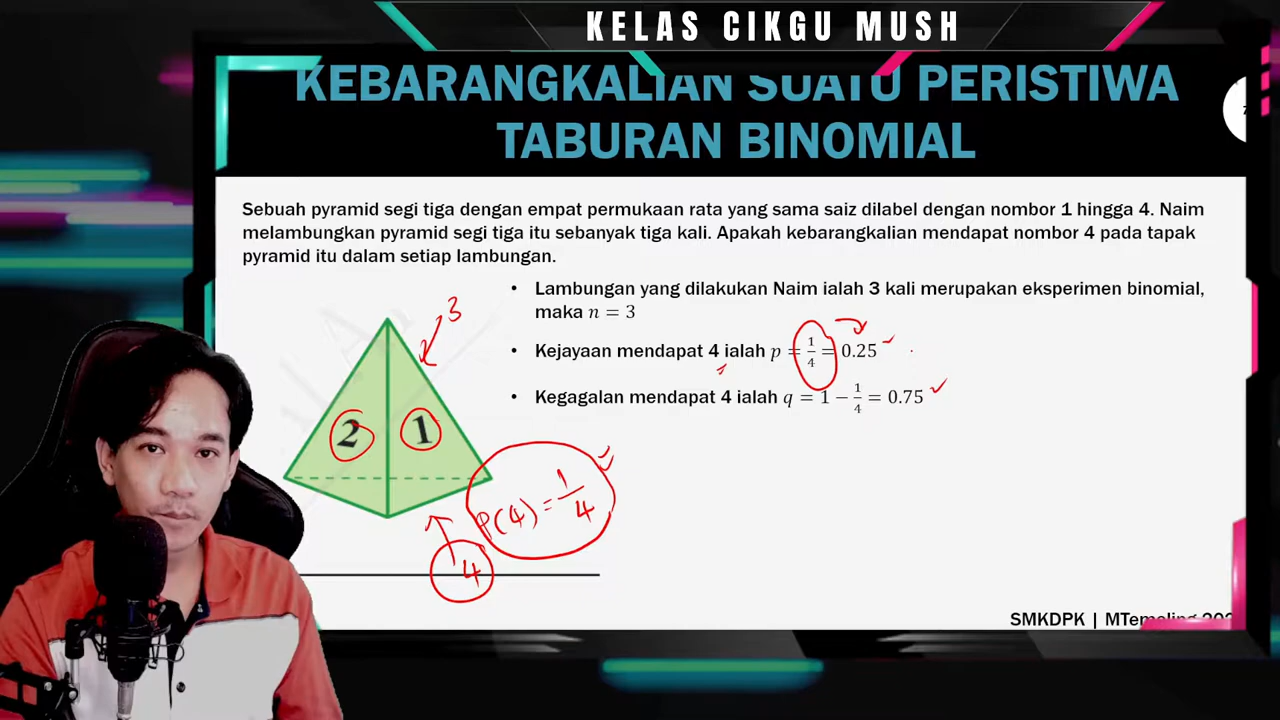 KELAS CIKGU MUSH
KEBARANGKALIAN SUATU PERISTIWA
TABURAN BINOMIAL
Sebuah pyramid segi tiga dengan empat permukaan rata yang sama saiz dilabel dengan nombor 1 hingga 4. Naim
melambungkan pyramid segi tiga itu sebanyak tiga kali. Apakah kebarangkalian mendapat nombor 4 pada tapak
pyramid itu dalam setiap lambungan.
• Lambungan yang dilakukan Naim ialah 3 kali merupakan eksperimen binomial,
maka n = 3
• Kejayaan mendapat 4 ialah p = 1/4 = 0.25
• Kegagalan mendapat 4 ialah q = 1 − 1/4 = 0.75
3
2 1
P(4) = 1/4
4
SMKDPK |